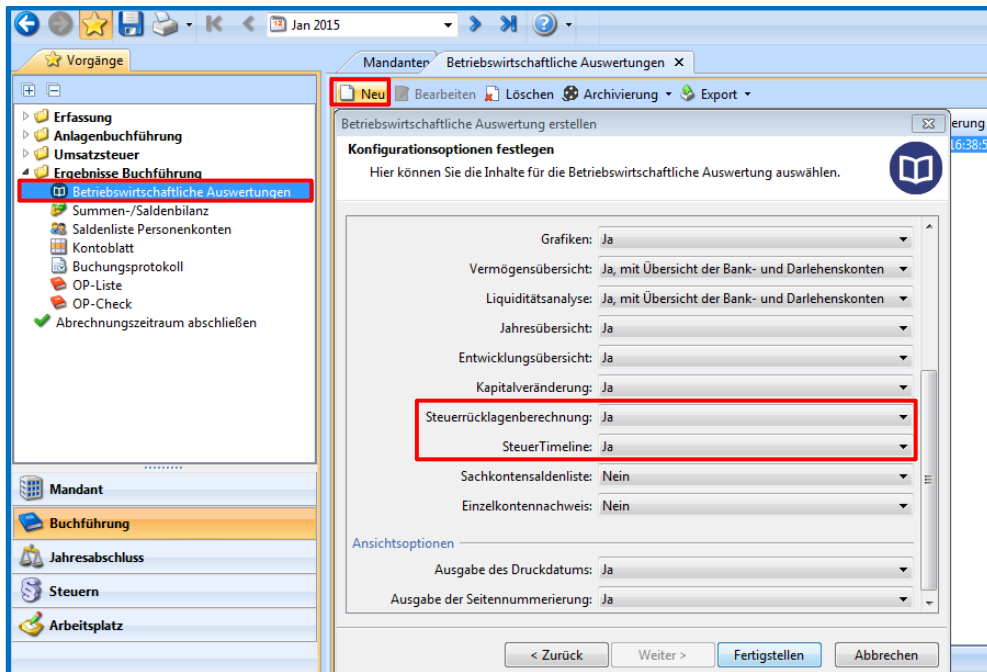 Jan 2015
Vorgänge
Mandanten
Betriebswirtschaftliche Auswertungen
Neu Bearbeiten Löschen Archivierung Export
Erfassung
Anlagenbuchführung
Umsatzsteuer
Ergebnisse Buchführung
Betriebswirtschaftliche Auswertungen
Summen-/Saldenbilanz
Saldenliste Personenkonten
Kontoblatt
Buchungsprotokoll
OP-Liste
OP-Check
Abrechnungszeitraum abschließen
Mandant
Buchführung
Jahresabschluss
Steuern
Arbeitsplatz
Betriebswirtschaftliche Auswertung erstellen
Konfigurationsoptionen festlegen
Hier können Sie die Inhalte für die Betriebswirtschaftliche Auswertung auswählen.
Grafiken: Ja
Vermögensübersicht: Ja, mit Übersicht der Bank- und Darlehenskonten
Liquiditätsanalyse: Ja, mit Übersicht der Bank- und Darlehenskonten
Jahresübersicht: Ja
Entwicklungsübersicht: Ja
Kapitalveränderung: Ja
Steuerrücklagenberechnung: Ja
SteuerTimeline: Ja
Sachkontensaldenliste: Nein
Einzelkontennachweis: Nein
Ansichtsoptionen
Ausgabe des Druckdatums: Ja
Ausgabe der Seitennummerierung: Ja
< Zurück Weiter > Fertigstellen Abbrechen
erung
16:38:5